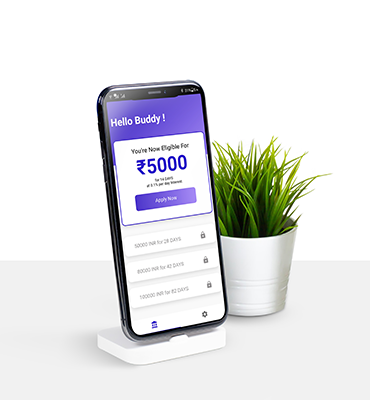 Hello Buddy !
You're Now Eligible For
₹5000
for 14 DAYS
at 0.1% per day interest
Apply Now
50000 INR for 28 DAYS
80000 INR for 42 DAYS
100000 INR for 82 DAYS